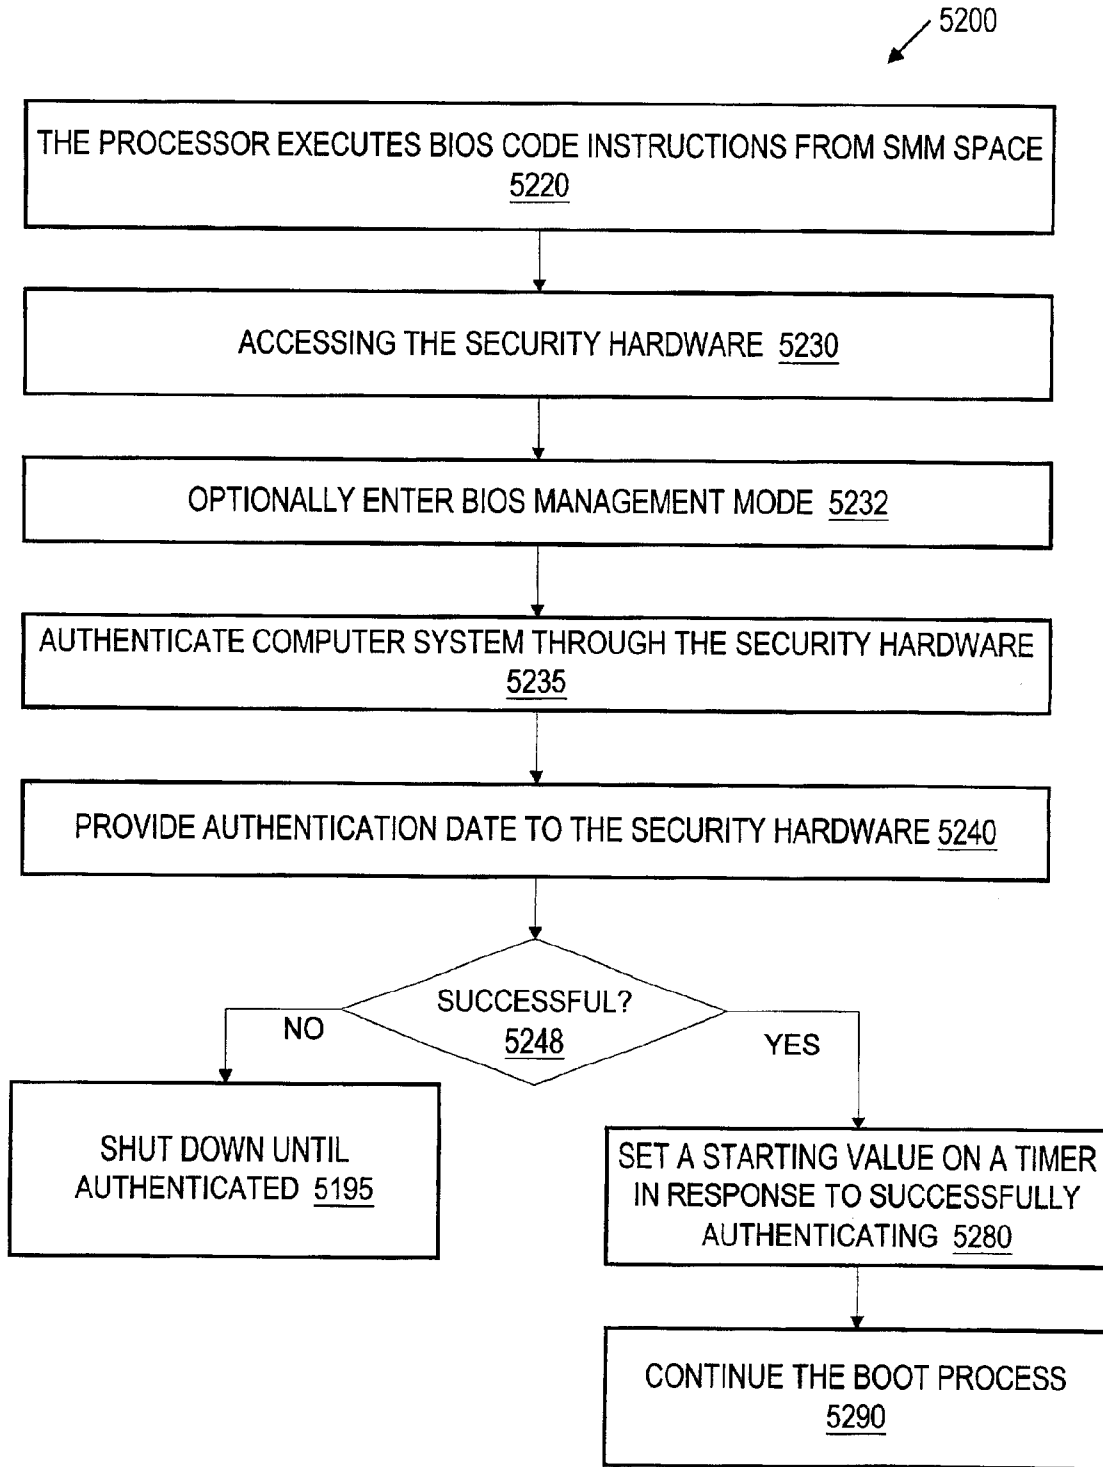 5200
THE PROCESSOR EXECUTES BIOS CODE INSTRUCTIONS FROM SMM SPACE
5220
ACCESSING THE SECURITY HARDWARE 5230
OPTIONALLY ENTER BIOS MANAGEMENT MODE 5232
AUTHENTICATE COMPUTER SYSTEM THROUGH THE SECURITY HARDWARE
5235
PROVIDE AUTHENTICATION DATE TO THE SECURITY HARDWARE 5240
SUCCESSFUL?
5248
NO
YES
SHUT DOWN UNTIL
AUTHENTICATED 5195
SET A STARTING VALUE ON A TIMER
IN RESPONSE TO SUCCESSFULLY
AUTHENTICATING 5280
CONTINUE THE BOOT PROCESS
5290